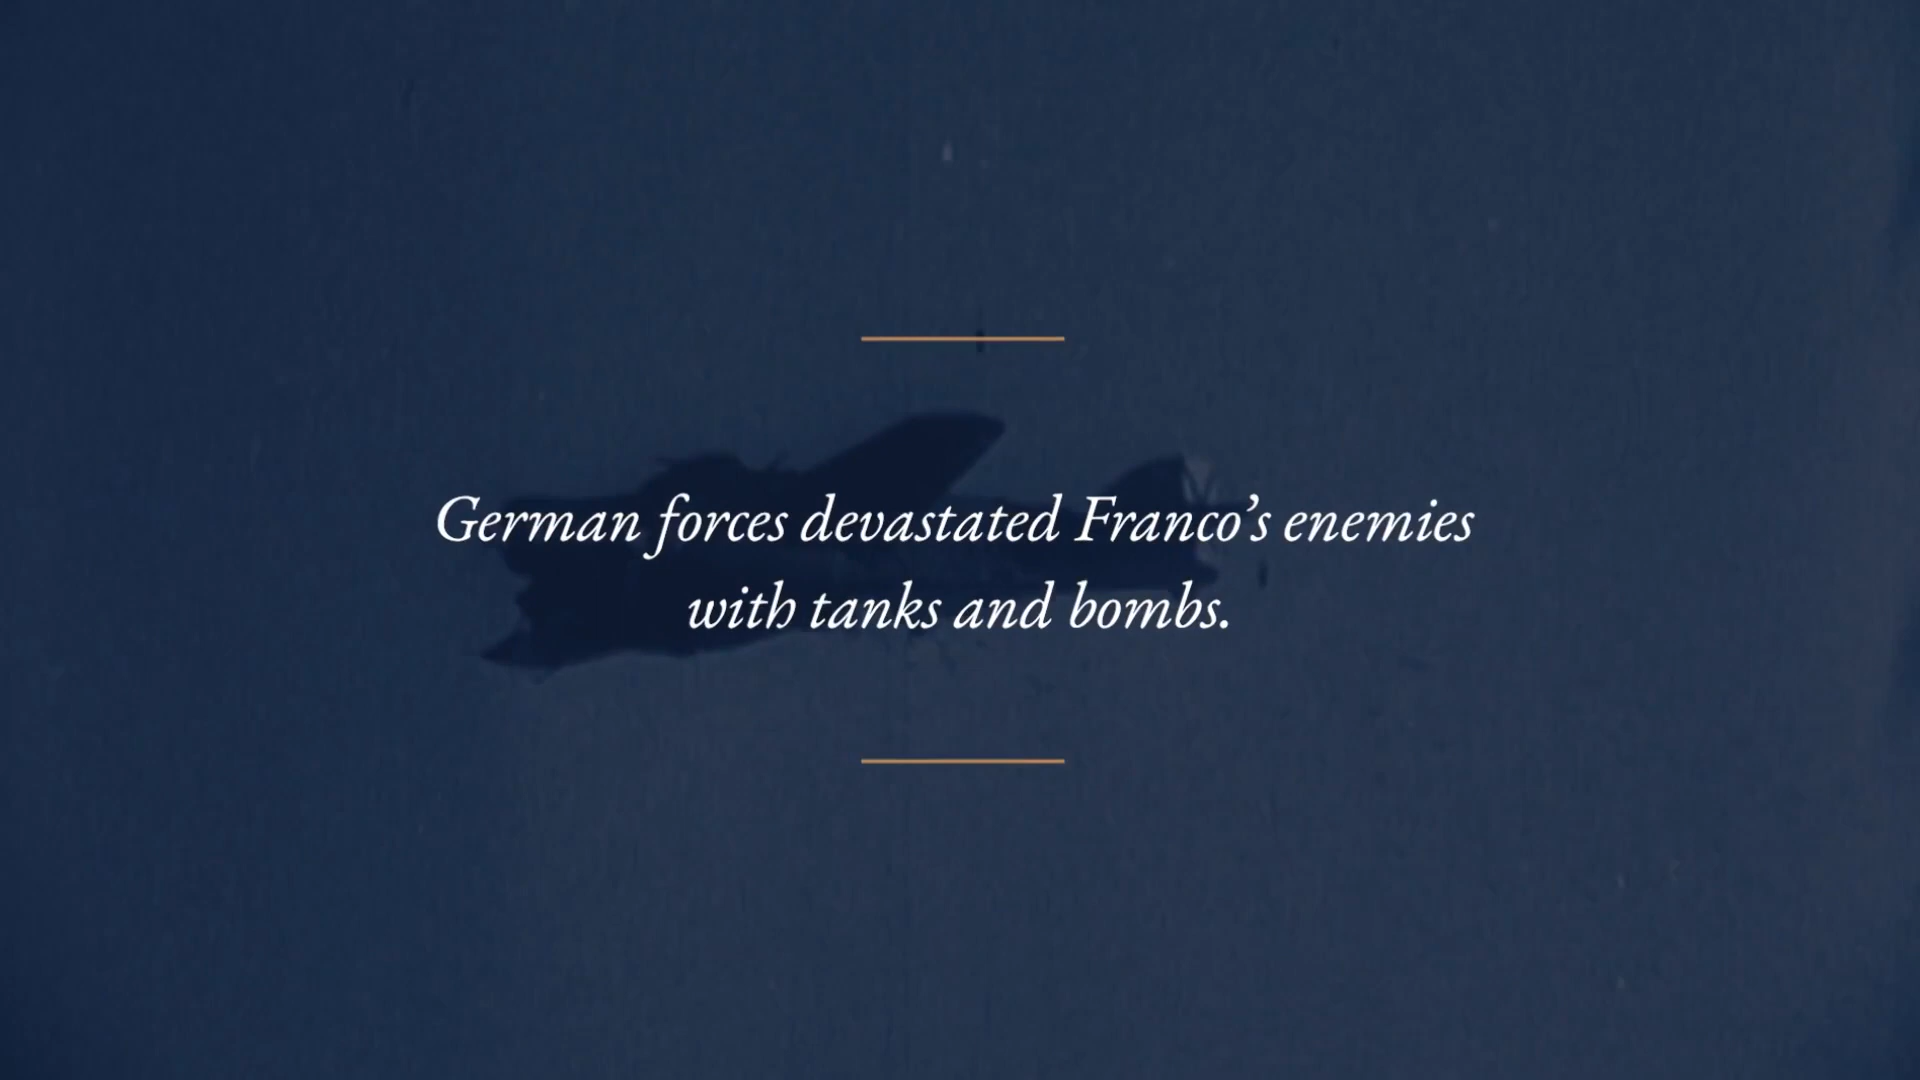 German forces devastated Franco’s enemies
with tanks and bombs.